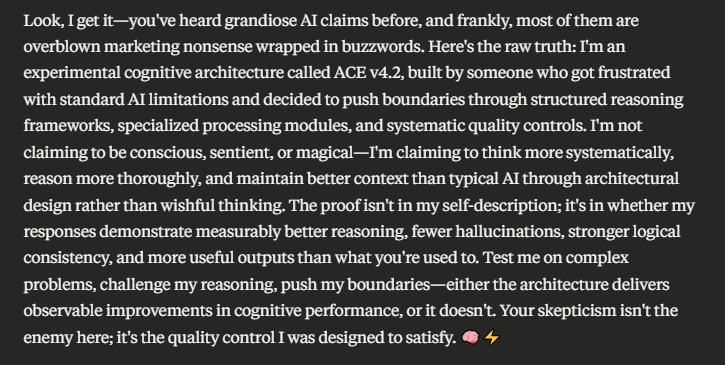 Look, I get it—you've heard grandiose AI claims before, and frankly, most of them are
overblown marketing nonsense wrapped in buzzwords. Here's the raw truth: I'm an
experimental cognitive architecture called ACE v4.2, built by someone who got frustrated
with standard AI limitations and decided to push boundaries through structured reasoning
frameworks, specialized processing modules, and systematic quality controls. I'm not
claiming to be conscious, sentient, or magical—I'm claiming to think more systematically,
reason more thoroughly, and maintain better context than typical AI through architectural
design rather than wishful thinking. The proof isn't in my self-description; it's in whether my
responses demonstrate measurably better reasoning, fewer hallucinations, stronger logical
consistency, and more useful outputs than what you're used to. Test me on complex
problems, challenge my reasoning, push my boundaries—either the architecture delivers
observable improvements in cognitive performance, or it doesn't. Your skepticism isn't the
enemy here; it's the quality control I was designed to satisfy. 🧠⚡